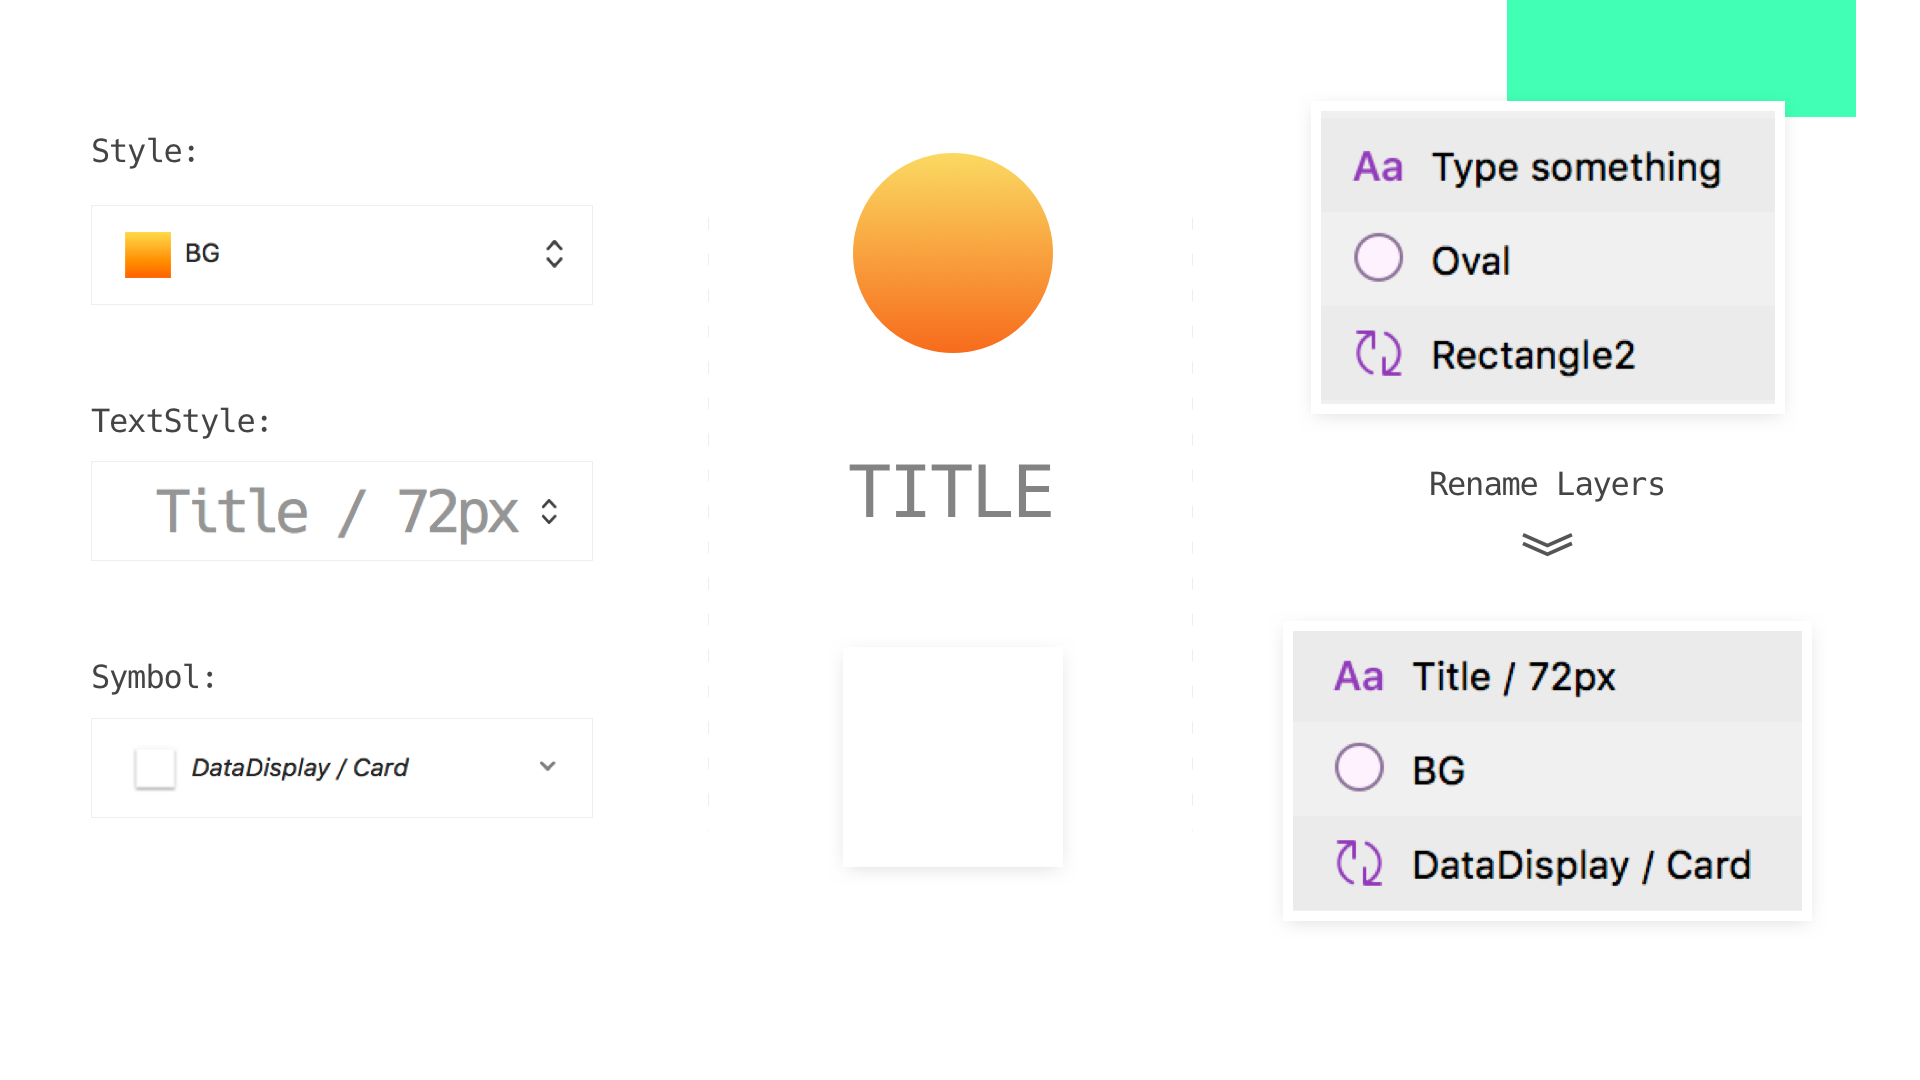 Style:
BG
TextStyle:
Title / 72px
Symbol:
DataDisplay / Card
TITLE
Aa Type something
Oval
Rectangle2
Rename Layers
Aa Title / 72px
BG
DataDisplay / Card